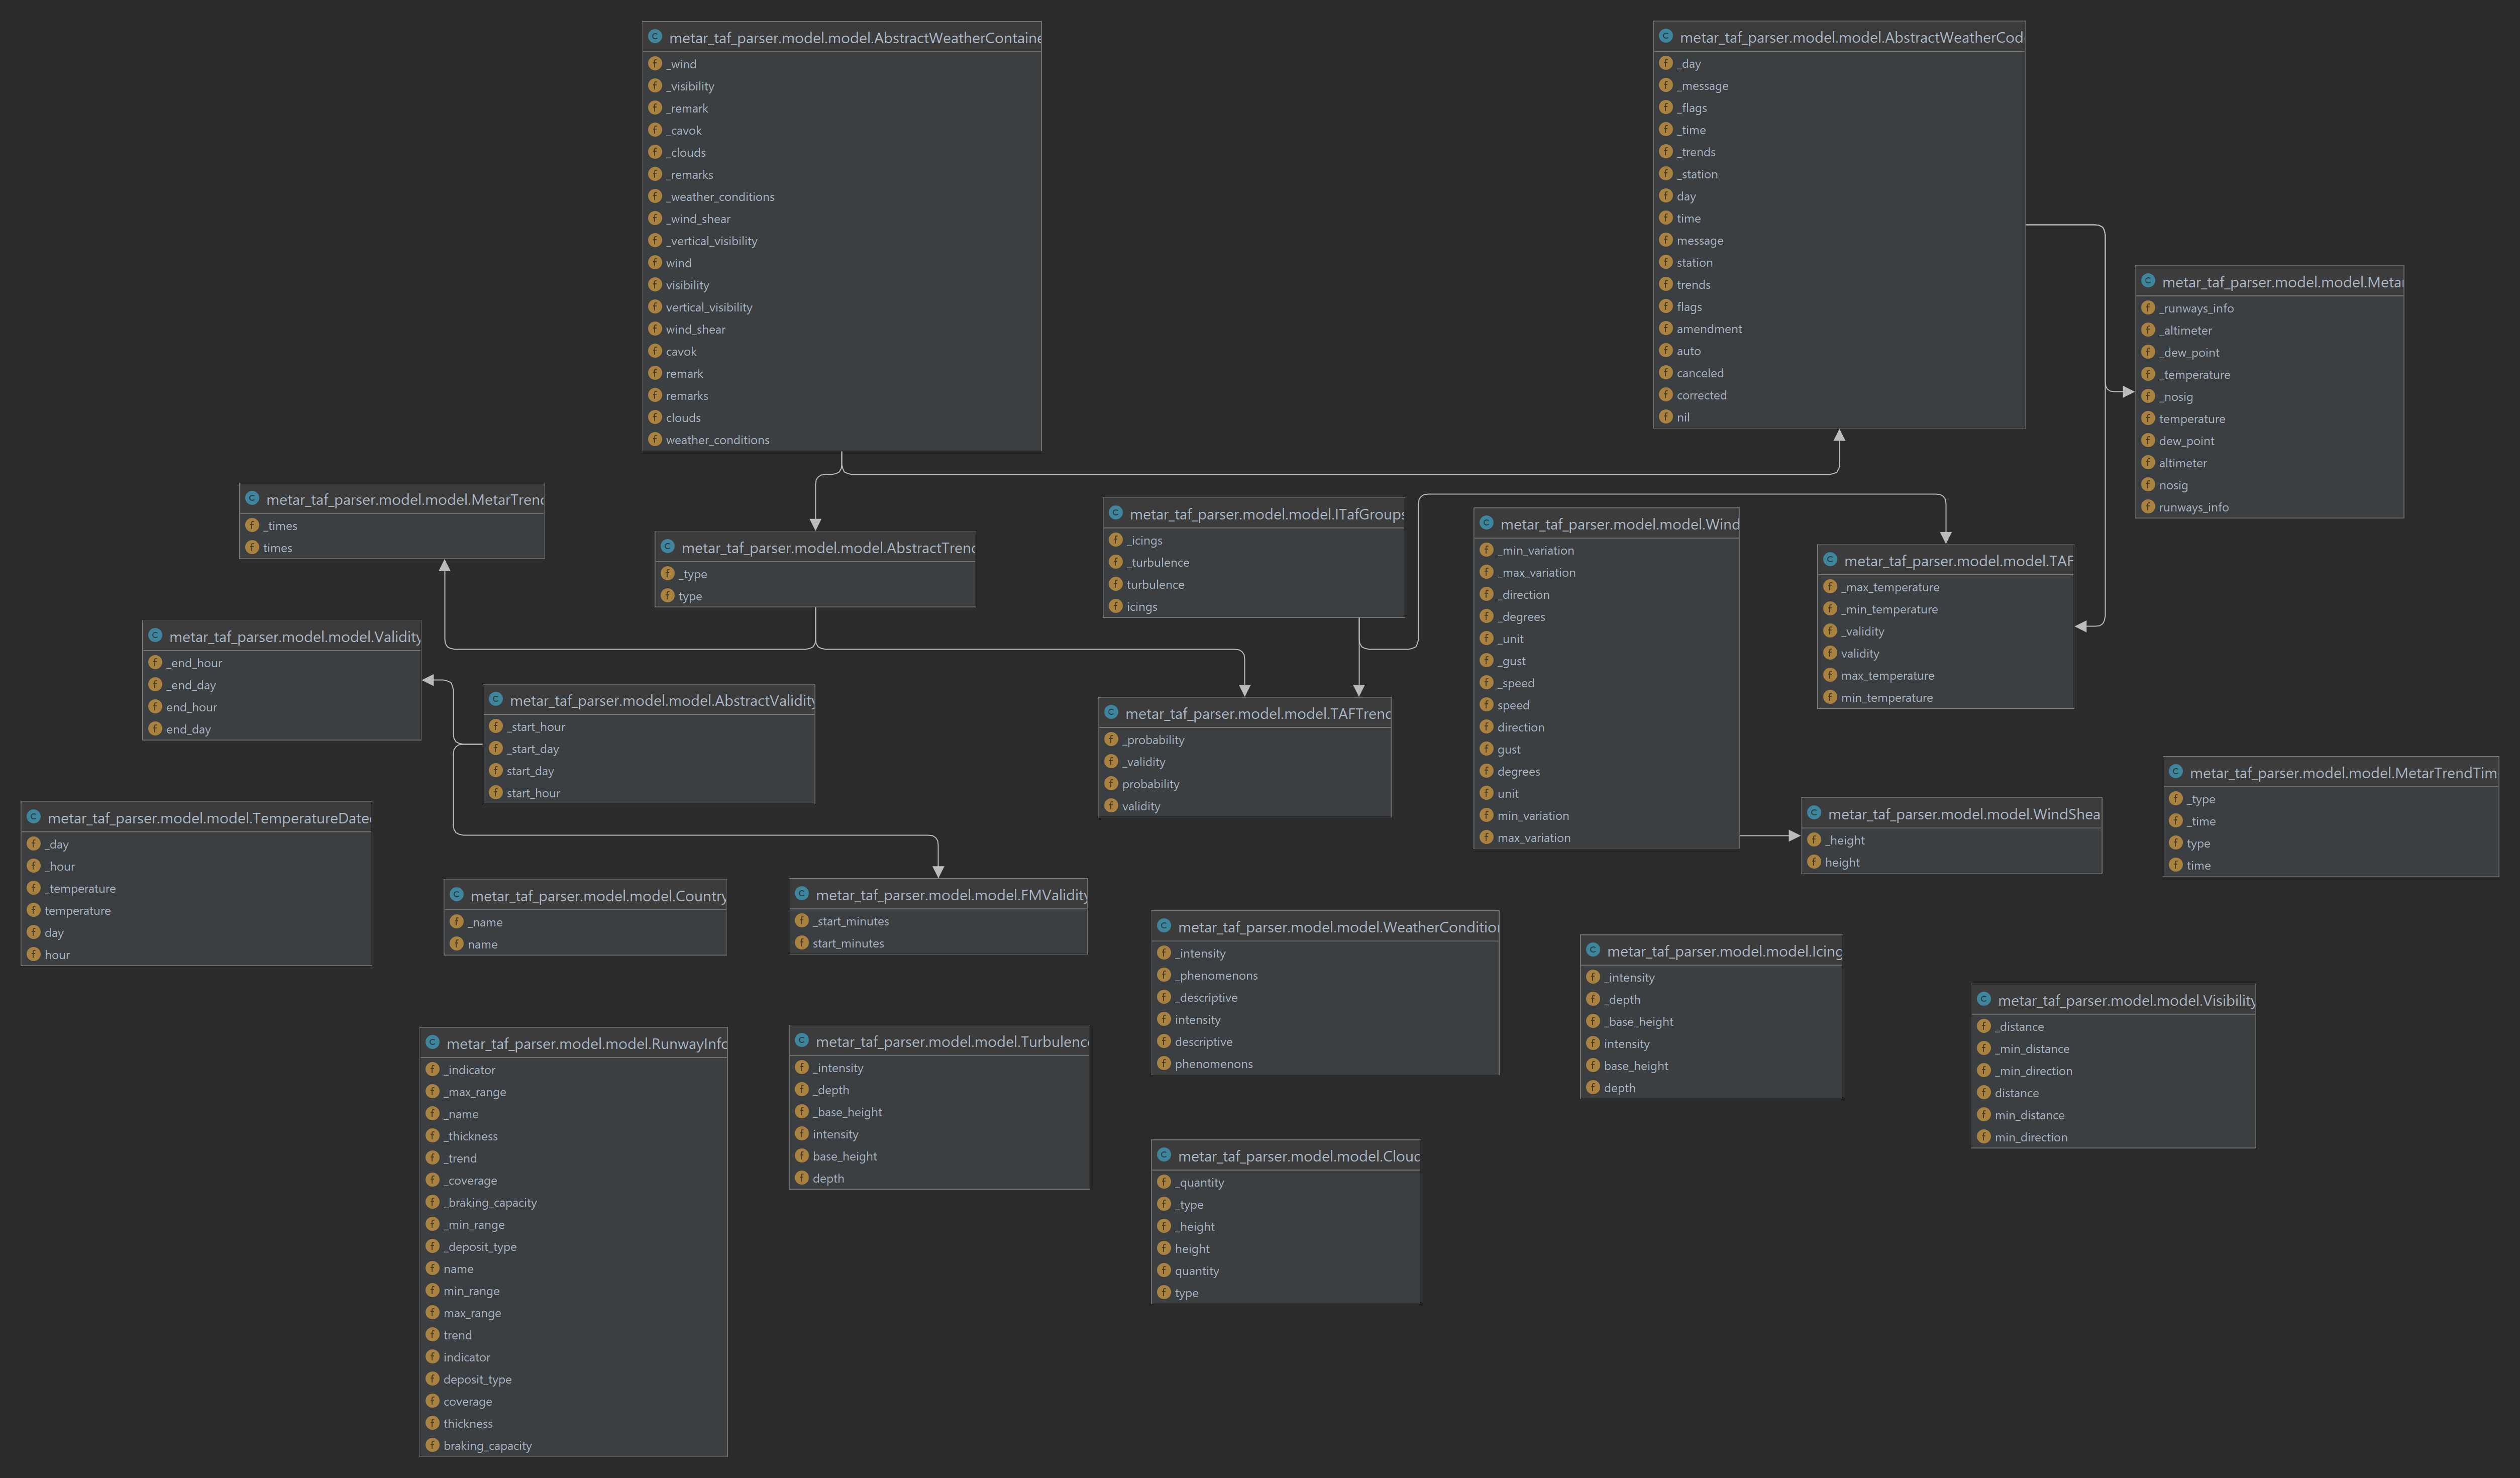 metar_taf_parser.model.model.AbstractWeatherContaine
_wind
_visibility
_remark
_cavok
_clouds
_remarks
_weather_conditions
_wind_shear
_vertical_visibility
wind
visibility
vertical_visibility
wind_shear
cavok
remark
remarks
clouds
weather_conditions
metar_taf_parser.model.model.AbstractWeatherCod
_day
_message
_flags
_time
_trends
_station
day
time
message
station
trends
flags
amendment
auto
canceled
corrected
nil
metar_taf_parser.model.model.Metar
_runways_info
_altimeter
_dew_point
_temperature
_nosig
temperature
dew_point
altimeter
nosig
runways_info
metar_taf_parser.model.model.MetarTrend
_times
times
metar_taf_parser.model.model.AbstractTrend
_type
type
metar_taf_parser.model.model.ITafGroups
_icings
_turbulence
turbulence
icings
metar_taf_parser.model.model.Wind
_min_variation
_max_variation
_direction
_degrees
_unit
_gust
_speed
speed
direction
gust
degrees
unit
min_variation
max_variation
metar_taf_parser.model.model.TAF
_max_temperature
_min_temperature
_validity
validity
max_temperature
min_temperature
metar_taf_parser.model.model.Validity
_end_hour
_end_day
end_hour
end_day
metar_taf_parser.model.model.AbstractValidity
_start_hour
_start_day
start_day
start_hour
metar_taf_parser.model.model.TAFTrend
_probability
_validity
probability
validity
metar_taf_parser.model.model.MetarTrendTim
_type
_time
type
time
metar_taf_parser.model.model.WindShea
_height
height
metar_taf_parser.model.model.TemperatureDated
_day
_hour
_temperature
temperature
day
hour
metar_taf_parser.model.model.Country
_name
name
metar_taf_parser.model.model.FMValidity
_start_minutes
start_minutes
metar_taf_parser.model.model.WeatherCondition
_intensity
_phenomenons
_descriptive
intensity
descriptive
phenomenons
metar_taf_parser.model.model.Icing
_intensity
_depth
_base_height
intensity
base_height
depth
metar_taf_parser.model.model.Visibility
_distance
_min_distance
_min_direction
distance
min_distance
min_direction
metar_taf_parser.model.model.RunwayInfo
_indicator
_max_range
_name
_thickness
_trend
_coverage
_braking_capacity
_min_range
_deposit_type
name
min_range
max_range
trend
indicator
deposit_type
coverage
thickness
braking_capacity
metar_taf_parser.model.model.Turbulence
_intensity
_depth
_base_height
intensity
base_height
depth
metar_taf_parser.model.model.Cloud
_quantity
_type
_height
height
quantity
type